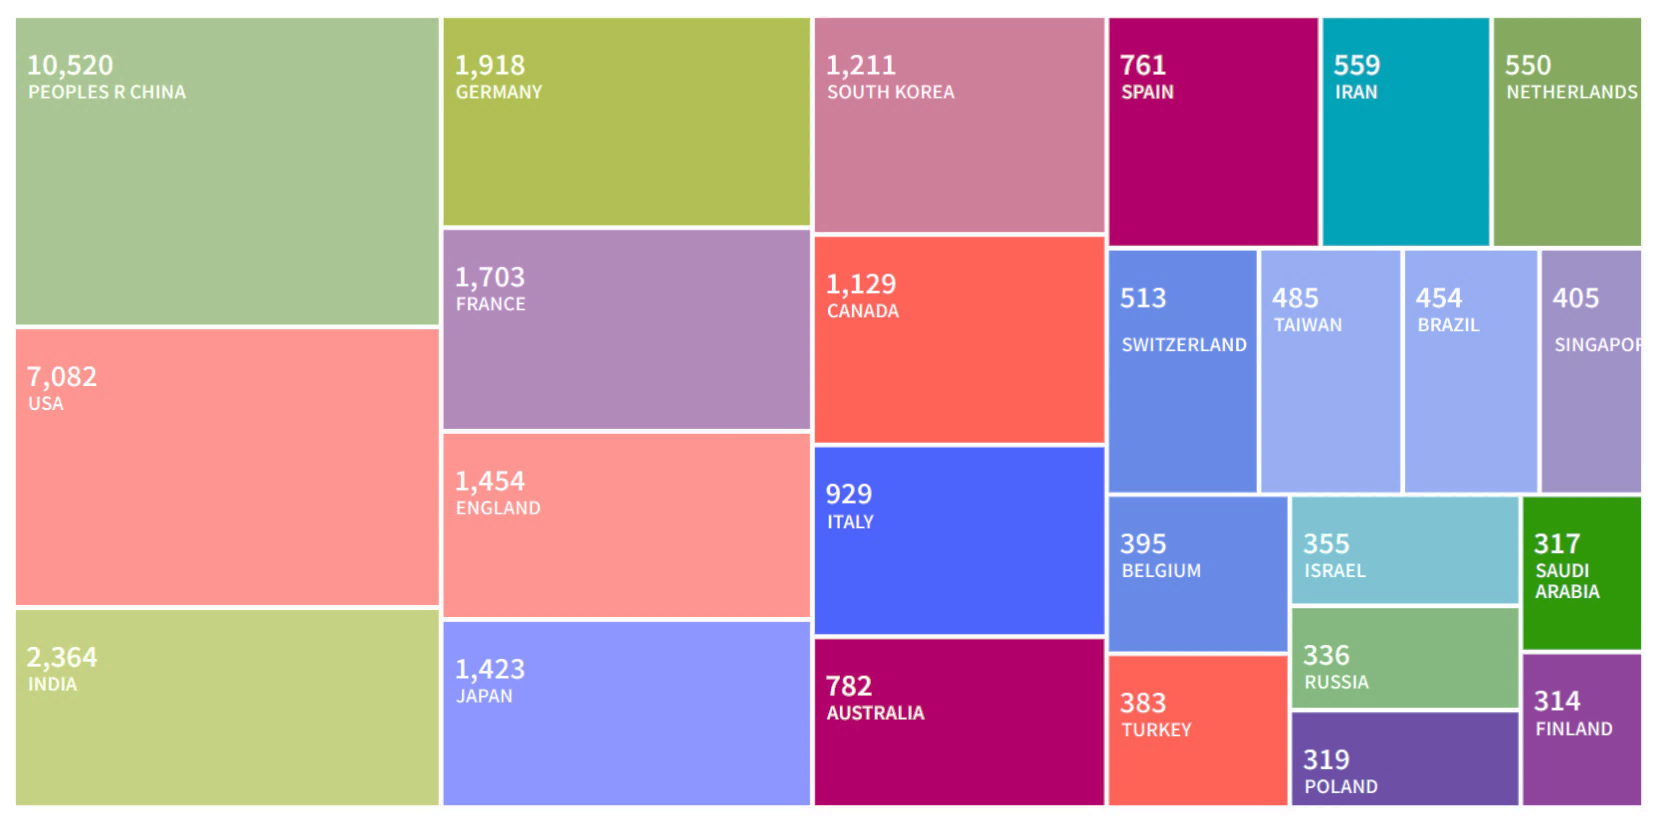 10,520
PEOPLES R CHINA
7,082
USA
2,364
INDIA
1,918
GERMANY
1,703
FRANCE
1,454
ENGLAND
1,423
JAPAN
1,211
SOUTH KOREA
1,129
CANADA
929
ITALY
782
AUSTRALIA
761
SPAIN
559
IRAN
550
NETHERLANDS
513
SWITZERLAND
485
TAIWAN
454
BRAZIL
405
SINGAPOR
395
BELGIUM
383
TURKEY
355
ISRAEL
336
RUSSIA
319
POLAND
317
SAUDI
ARABIA
314
FINLAND